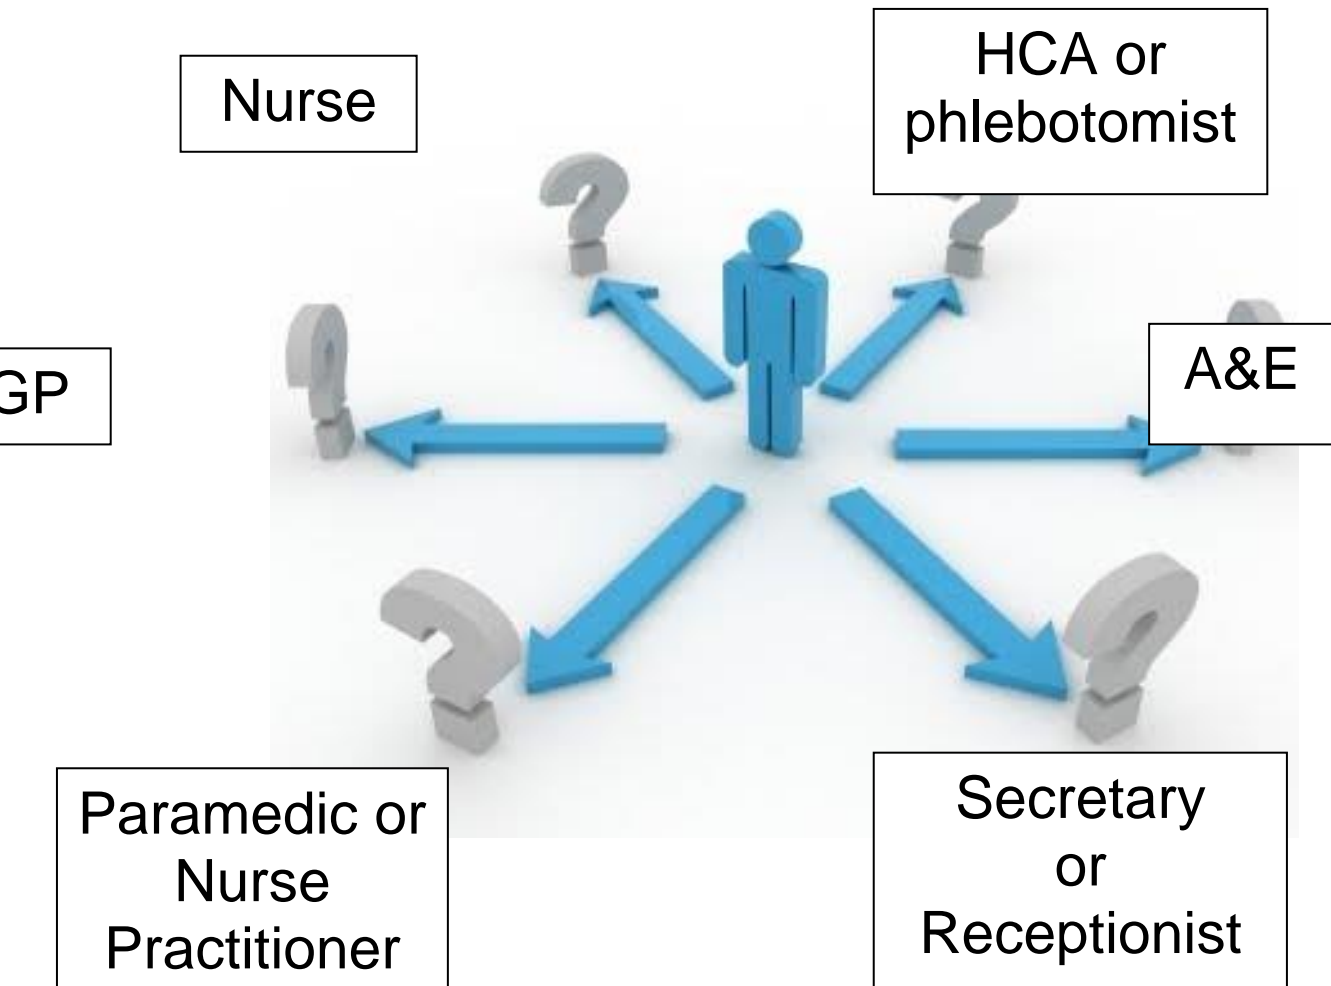 Nurse
HCA or
phlebotomist
GP
A&E
Paramedic or
Nurse
Practitioner
Secretary
or
Receptionist